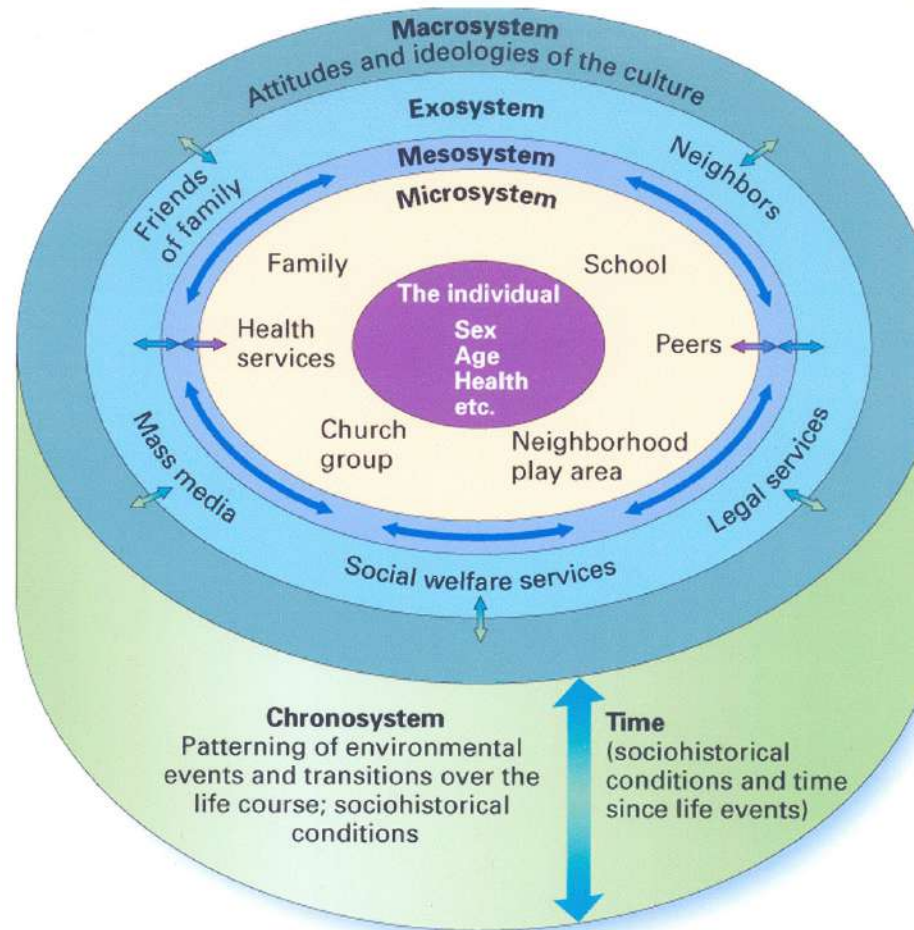 Macrosystem
Attitudes and ideologies of the culture
Exosystem
Mesosystem
Microsystem
Friends
of family
Neighbors
Family
School
The individual
Sex
Age
Health
etc.
Health
services
Peers
Church
group
Neighborhood
play area
Mass media
Legal services
Social welfare services
Chronosystem
Patterning of environmental
events and transitions over the
life course; sociohistorical
conditions
Time
(sociohistorical
conditions and time
since life events)